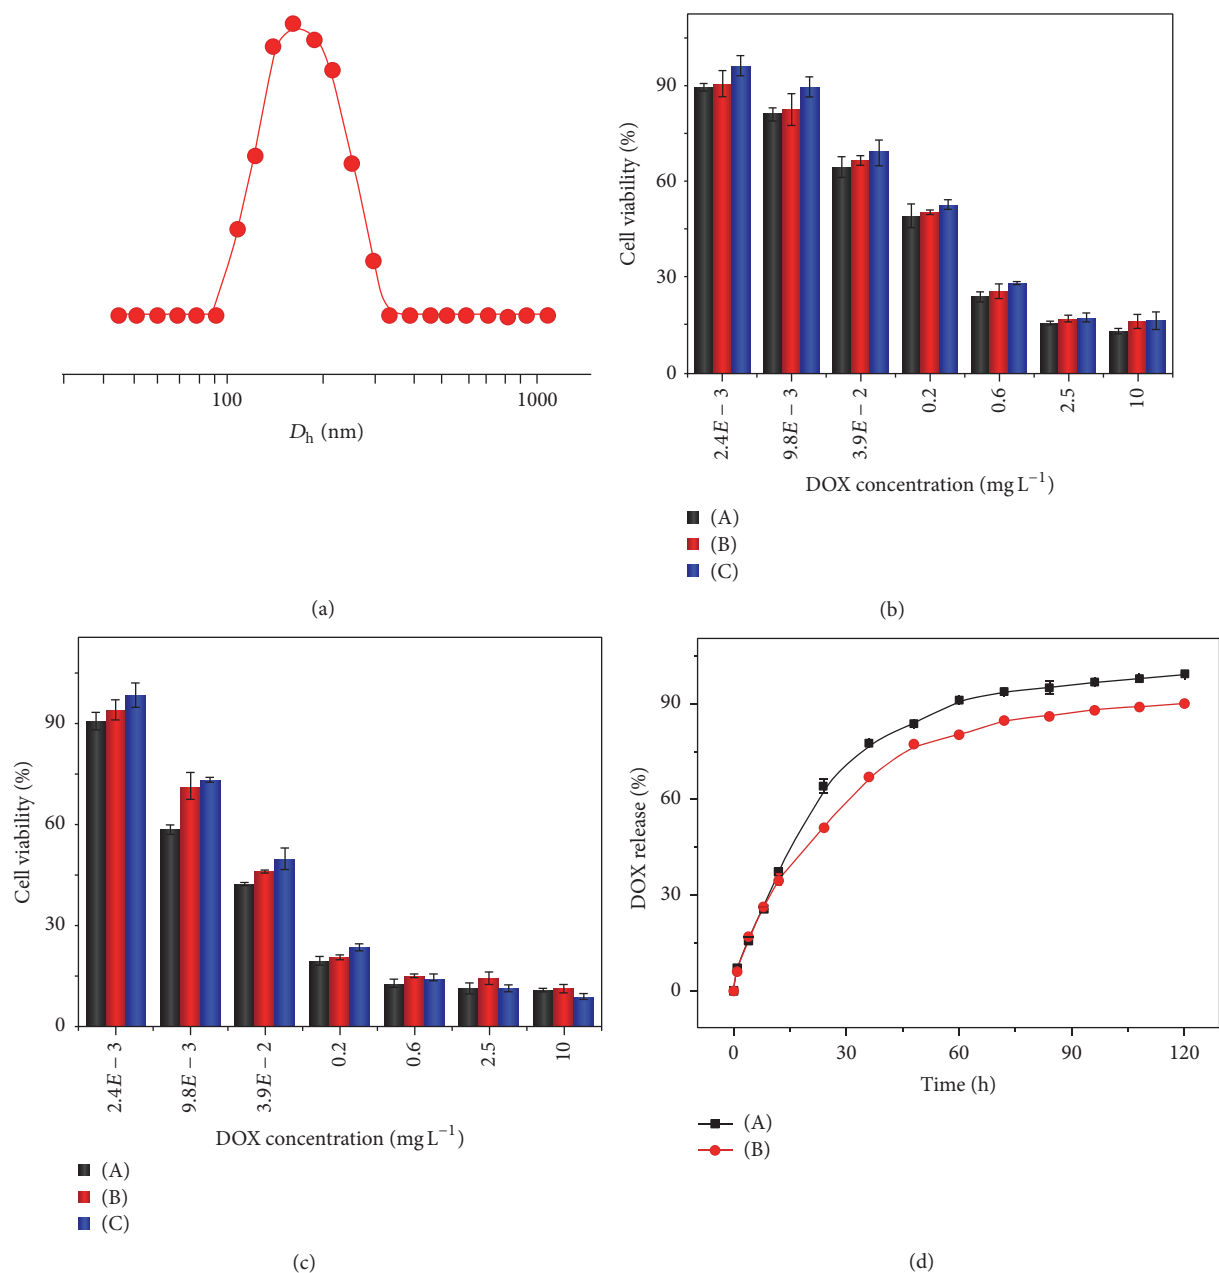 100
1000
D_h (nm)
(a)
90
60
30
0
Cell viability (%)
2.4E − 3
9.8E − 3
3.9E − 2
0.2
0.6
2.5
10
DOX concentration (mg L⁻¹)
(A)
(B)
(C)
(b)
90
60
30
0
Cell viability (%)
2.4E − 3
9.8E − 3
3.9E − 2
0.2
0.6
2.5
10
DOX concentration (mg L⁻¹)
(A)
(B)
(C)
(c)
90
60
30
0
DOX release (%)
0
30
60
90
120
Time (h)
(A)
(B)
(d)